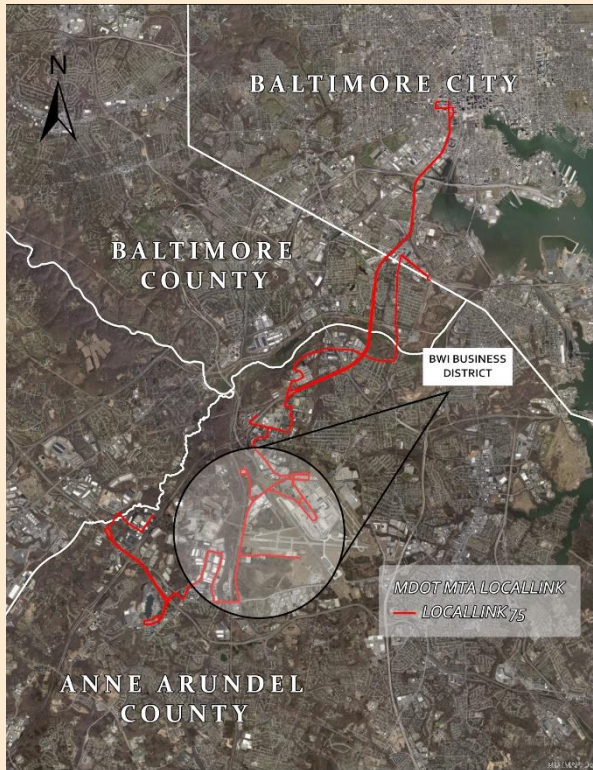 N
BALTIMORE CITY
BALTIMORE
COUNTY
BWI BUSINESS
DISTRICT
MDOT MTA LOCALLINK
LOCALLINK 75
ANNE ARUNDEL
COUNTY